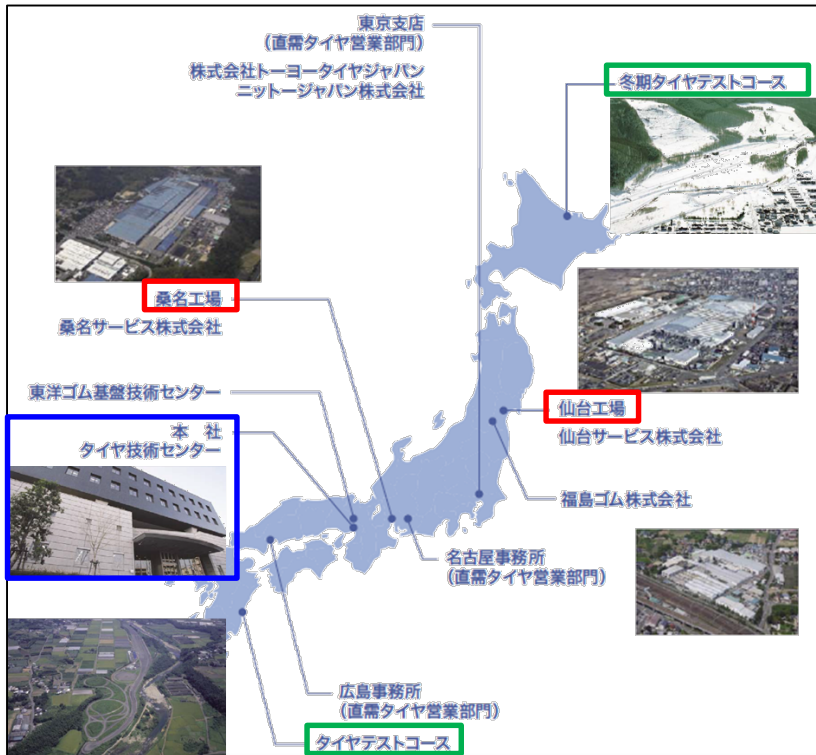 東京支店
(直需タイヤ営業部門)
株式会社トーヨータイヤジャパン
ニットージャパン株式会社
冬期タイヤテストコース
桑名工場
桑名サービス株式会社
東洋ゴム基盤技術センター
仙台工場
仙台サービス株式会社
本 社
タイヤ技術センター
福島ゴム株式会社
名古屋事務所
(直需タイヤ営業部門)
広島事務所
(直需タイヤ営業部門)
タイヤテストコース